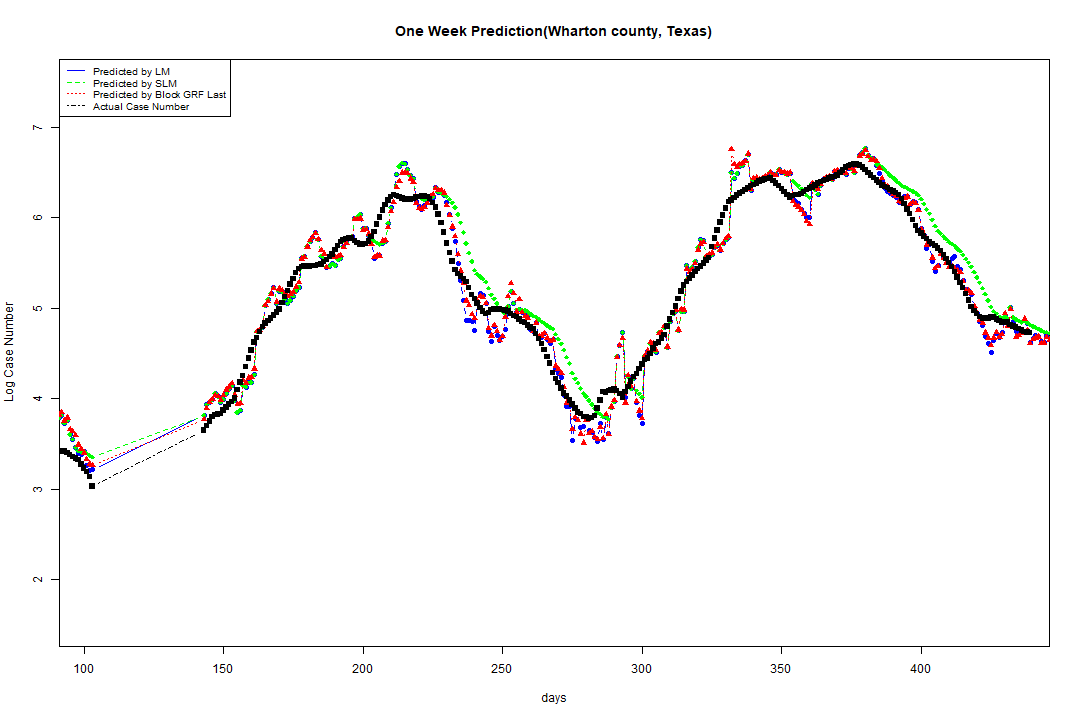 One Week Prediction(Wharton county, Texas)
Predicted by LM
Predicted by SLM
Predicted by Block GRF Last
Actual Case Number
7
6
5
4
3
2
Log Case Number
100 150 200 250 300 350 400
days